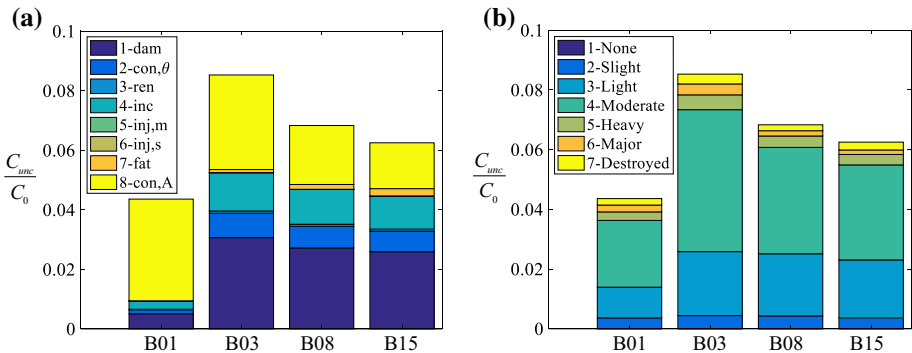 (a)
0.1
0.08
0.06
0.04
0.02
0
C_unc
C_0
1-dam
2-con,θ
3-ren
4-inc
5-inj,m
6-inj,s
7-fat
8-con,A
B01 B03 B08 B15
(b)
0.1
0.08
0.06
0.04
0.02
0
C_unc
C_0
1-None
2-Slight
3-Light
4-Moderate
5-Heavy
6-Major
7-Destroyed
B01 B03 B08 B15